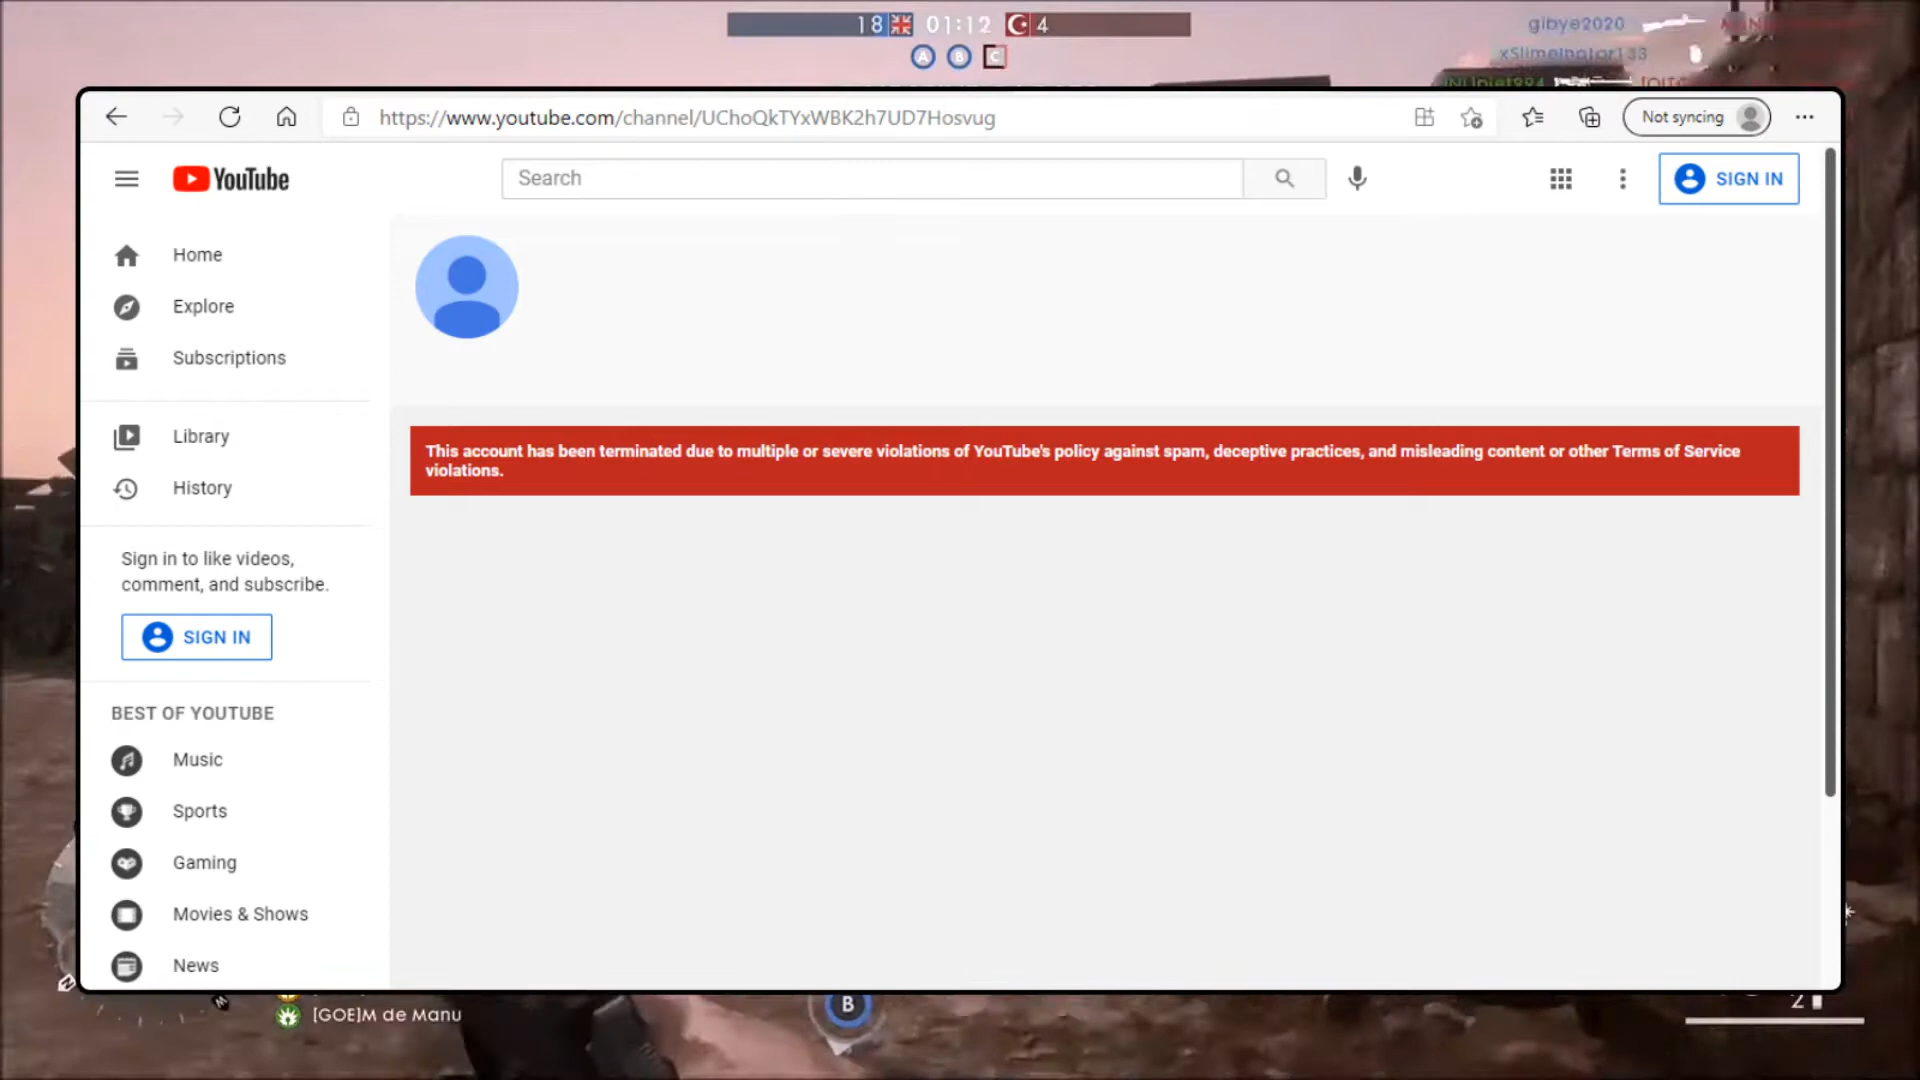 18 01:12 4
gibye2020
A B C
xSlimeInator133
https://www.youtube.com/channel/UChoQkTYxWBK2h7UD7Hosvug
Not syncing
YouTube
Search
SIGN IN
Home
Explore
Subscriptions
This account has been terminated due to multiple or severe violations of YouTube's policy against spam, deceptive practices, and misleading content or other Terms of Service
violations.
Library
History
Sign in to like videos,
comment, and subscribe.
SIGN IN
BEST OF YOUTUBE
Music
Sports
Gaming
Movies & Shows
News
B
[GOE]M de Manu